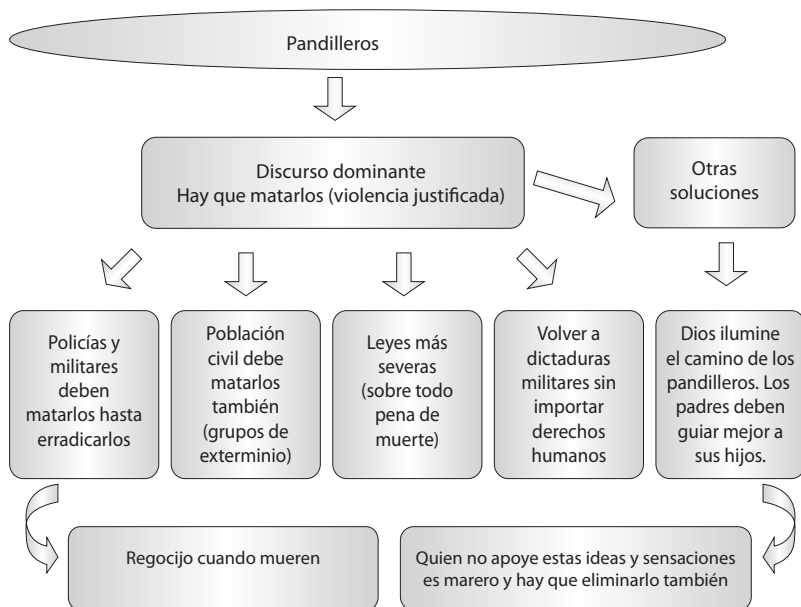 Pandilleros
Discurso dominante
Hay que matarlos (violencia justificada)
Otras
soluciones
Policías y
militares
deben
matarlos hasta
erradicarlos
Población
civil debe
matarlos
también
(grupos de
exterminio)
Leyes más
severas
(sobre todo
pena de
muerte)
Volver a
dictaduras
militares sin
importar
derechos
humanos
Dios ilumine
el camino de los
pandilleros. Los
padres deben
guiar mejor a
sus hijos.
Regocijo cuando mueren
Quien no apoye estas ideas y sensaciones
es marero y hay que eliminarlo también